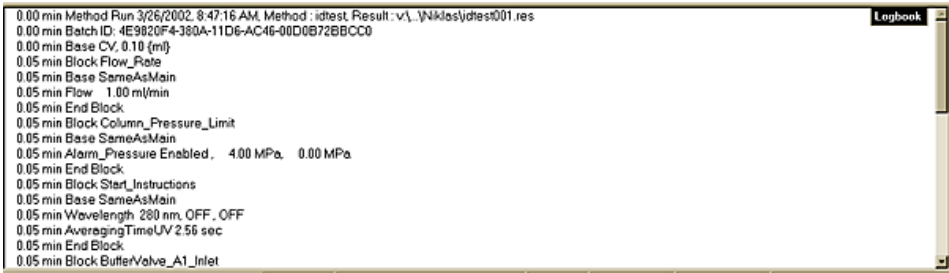 0.00 min Method Run 3/26/2002, 8:47:16 AM, Method : idtest, Result : v:\...\Niklas\idtest001.res
Logbook
0.00 min Batch ID: 4E9820F4-380A-11D6-AC46-00D0B72BBCC0
0.00 min Base CV, 0.10 {ml}
0.05 min Block Flow_Rate
0.05 min Base SameAsMain
0.05 min Flow 1.00 ml/min
0.05 min End Block
0.05 min Block Column_Pressure_Limit
0.05 min Base SameAsMain
0.05 min Alarm_Pressure Enabled , 4.00 MPa, 0.00 MPa
0.05 min End Block
0.05 min Block Start_Instructions
0.05 min Base SameAsMain
0.05 min Wavelength 280 nm, OFF , OFF
0.05 min AveragingTimeUV 2.56 sec
0.05 min End Block
0.05 min Block BufferValve_A1_Inlet